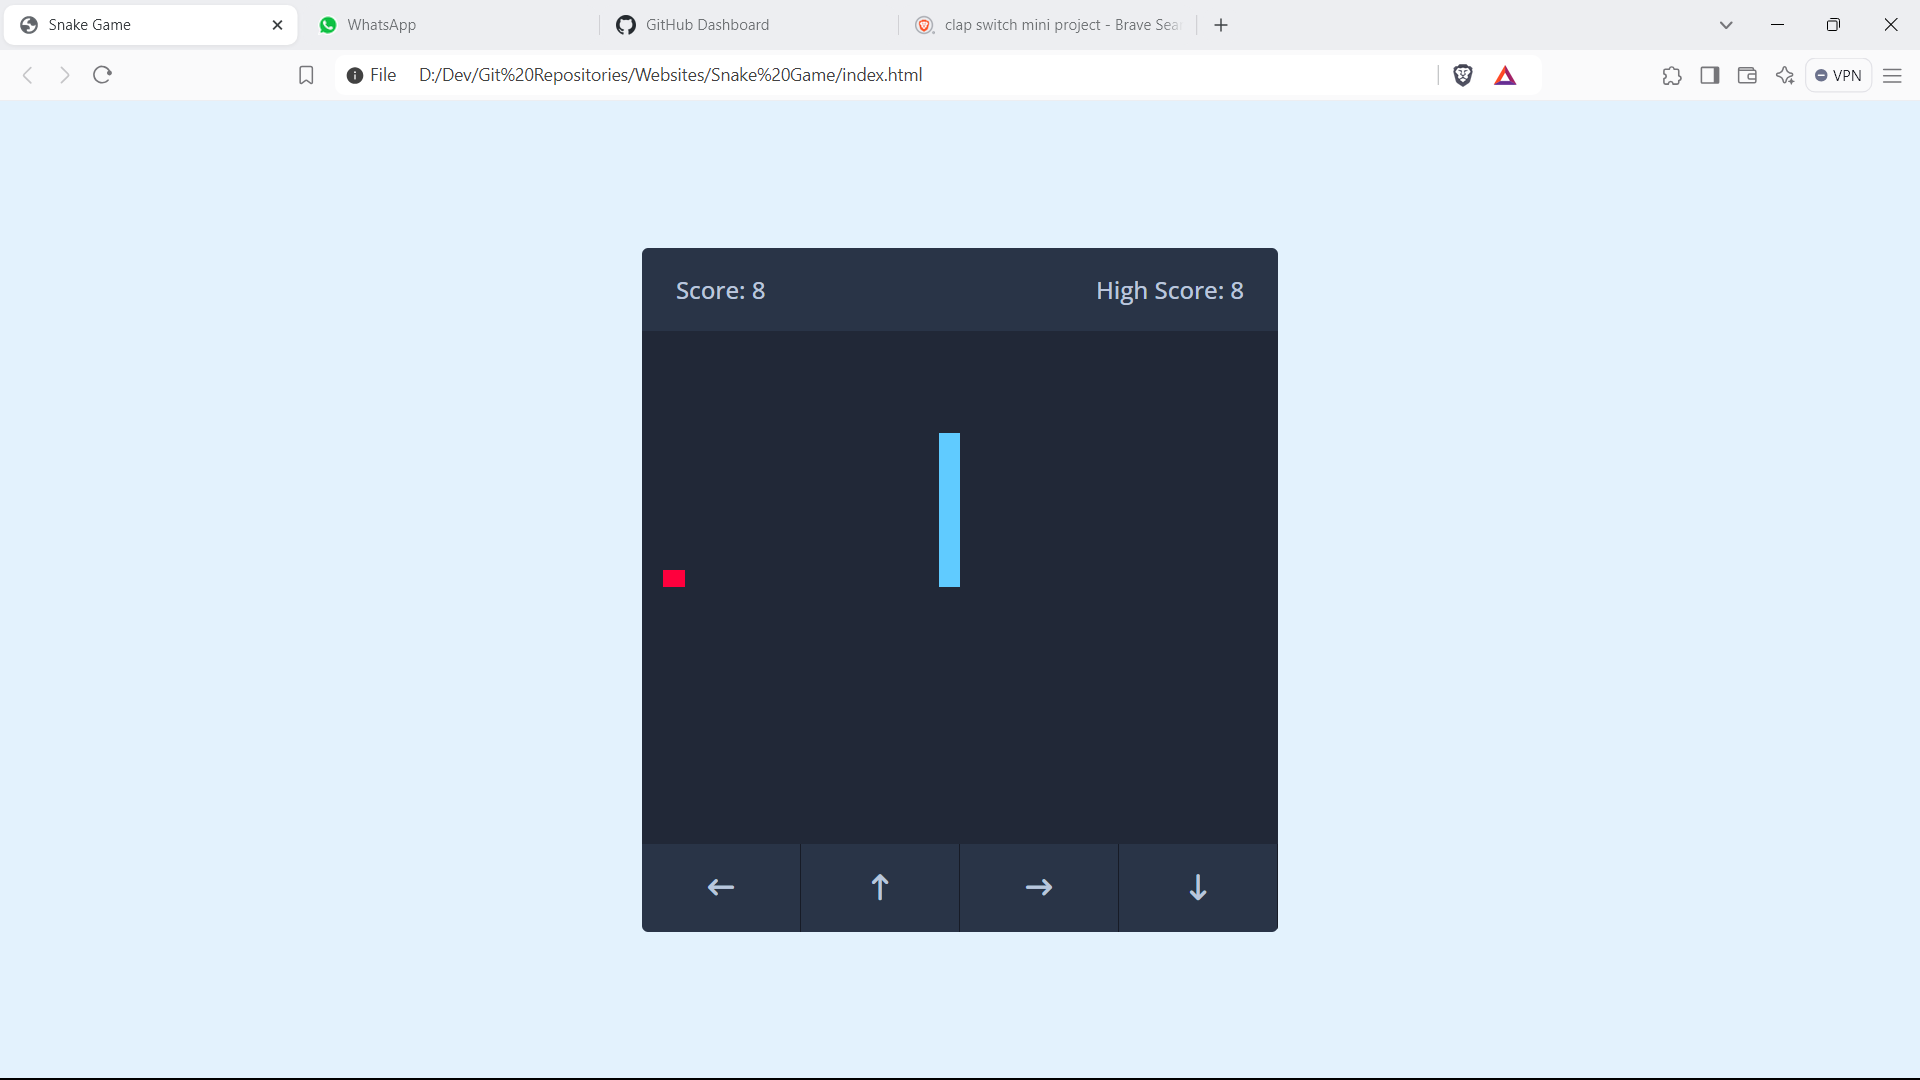 Snake Game
WhatsApp
GitHub Dashboard
clap switch mini project - Brave Sea
File D:/Dev/Git%20Repositories/Websites/Snake%20Game/index.html
VPN
Score: 8
High Score: 8
← ↑ → ↓